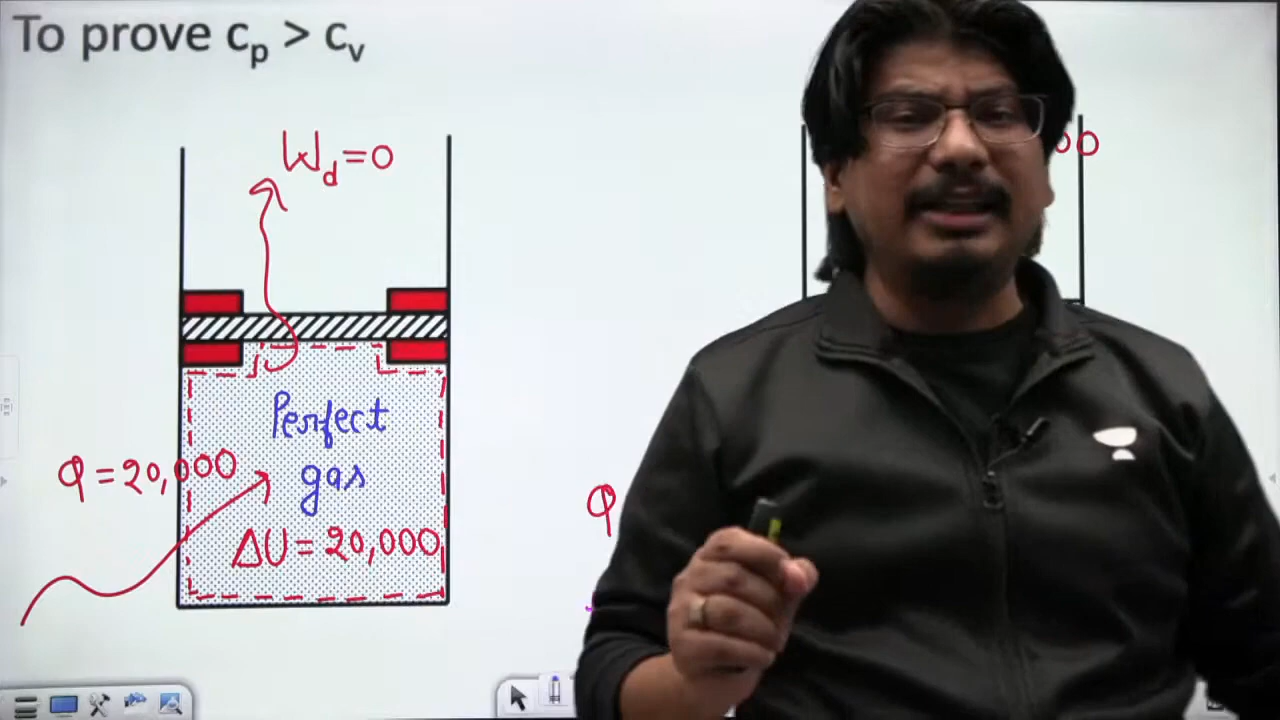 To prove cp > cv
Wd=0
Perfect
gas
Q = 20,000
ΔU = 20,000
Q